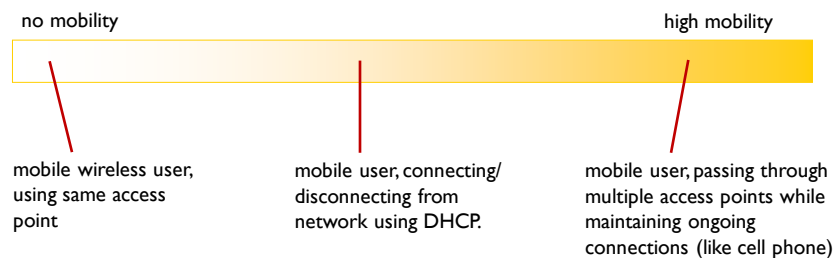 no mobility
high mobility
mobile wireless user,
using same access
point
mobile user, connecting/
disconnecting from
network using DHCP.
mobile user, passing through
multiple access points while
maintaining ongoing
connections (like cell phone)